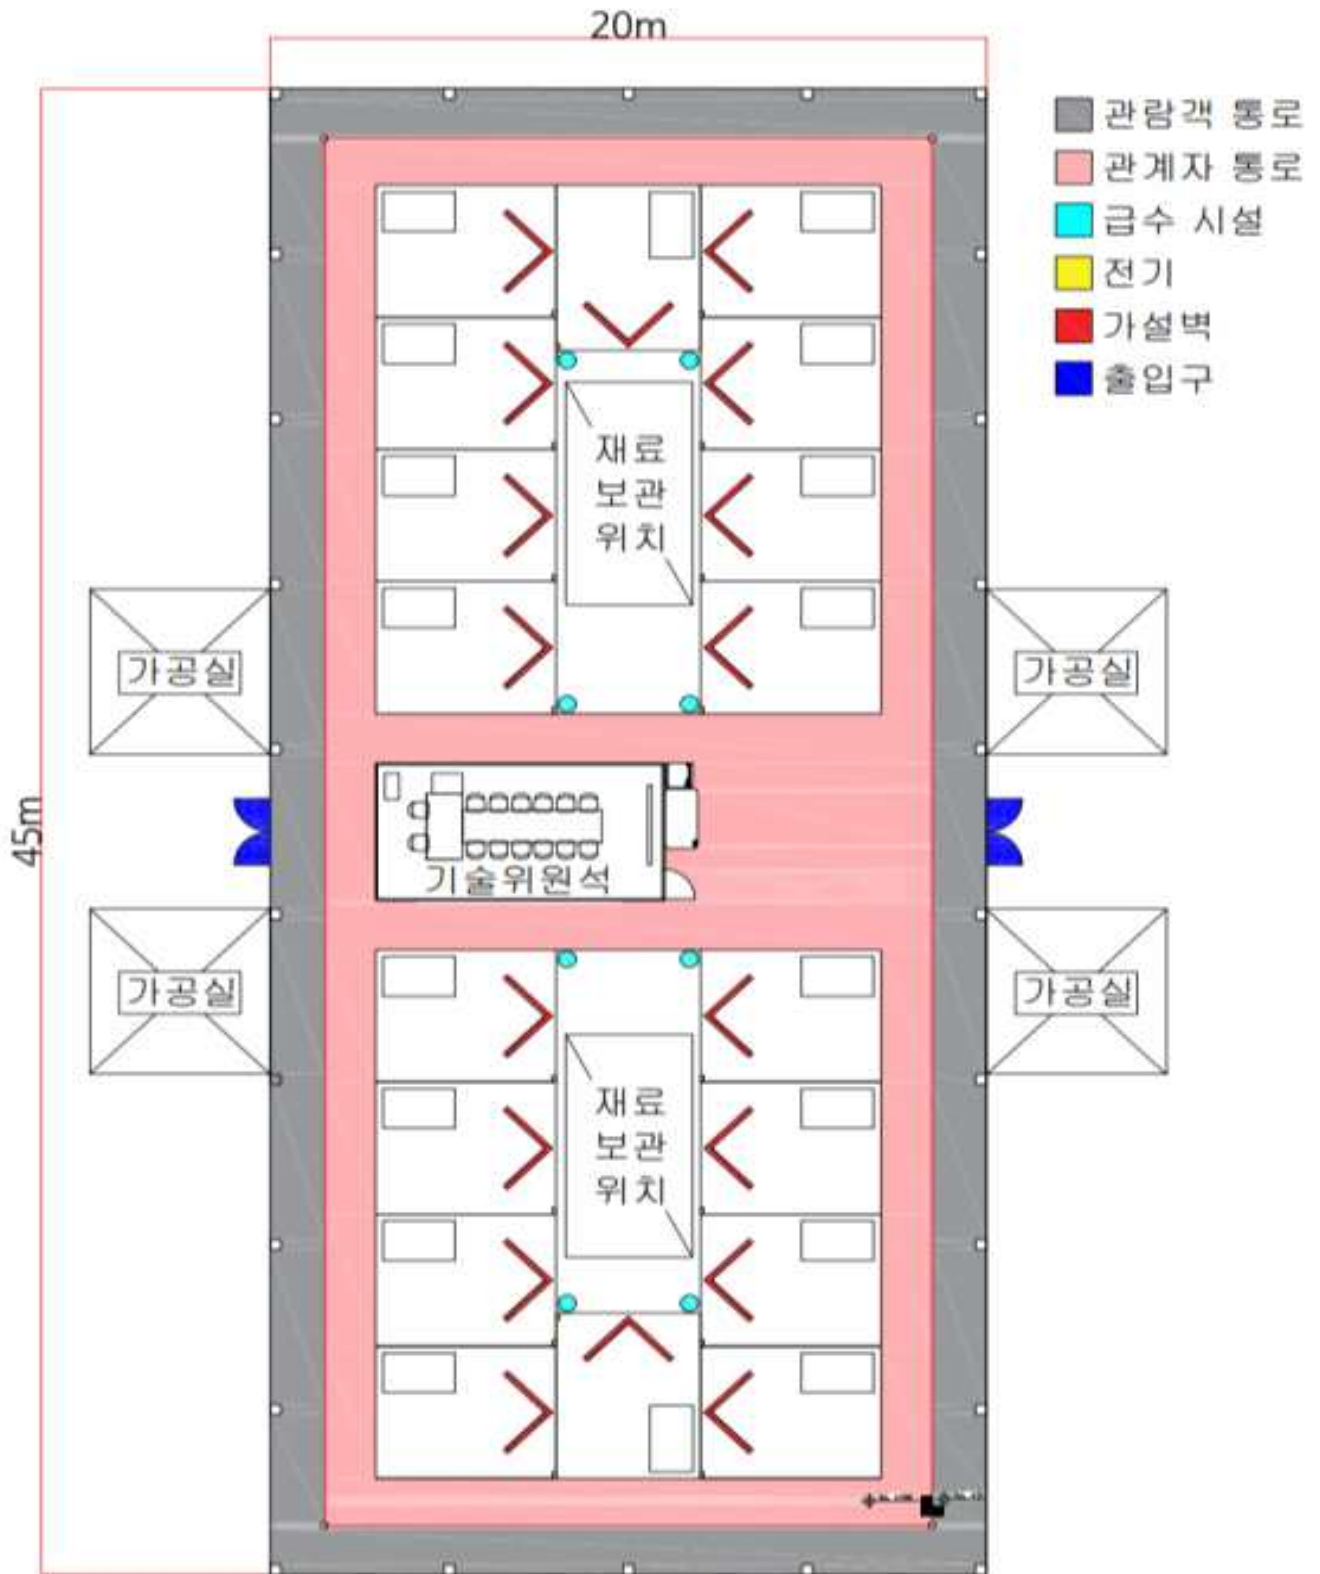 20m
관람객 통로
관계자 통로
급수 시설
전기
가설벽
출입구
45m
재료
보관
위치
가공실
가공실
기술위원석
가공실
가공실
재료
보관
위치